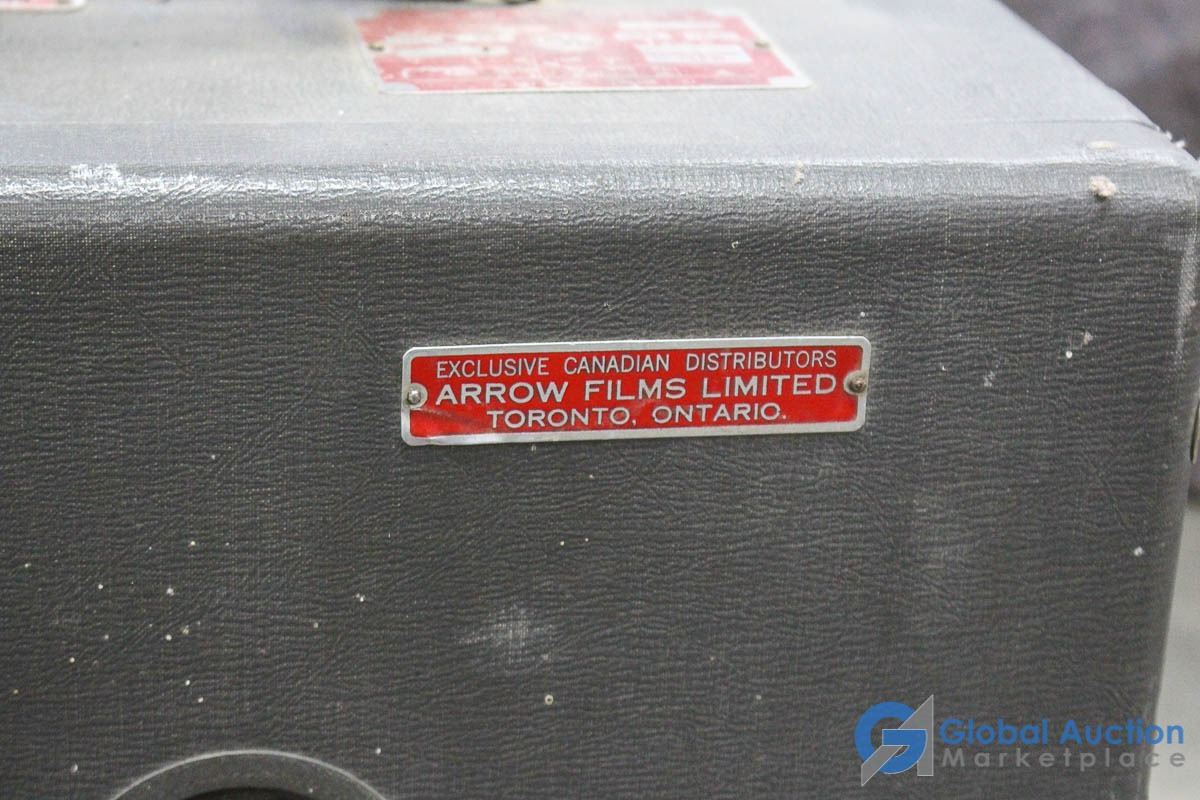 EXCLUSIVE CANADIAN DISTRIBUTORS
ARROW FILMS LIMITED
TORONTO, ONTARIO.
Global Auction
Marketplace